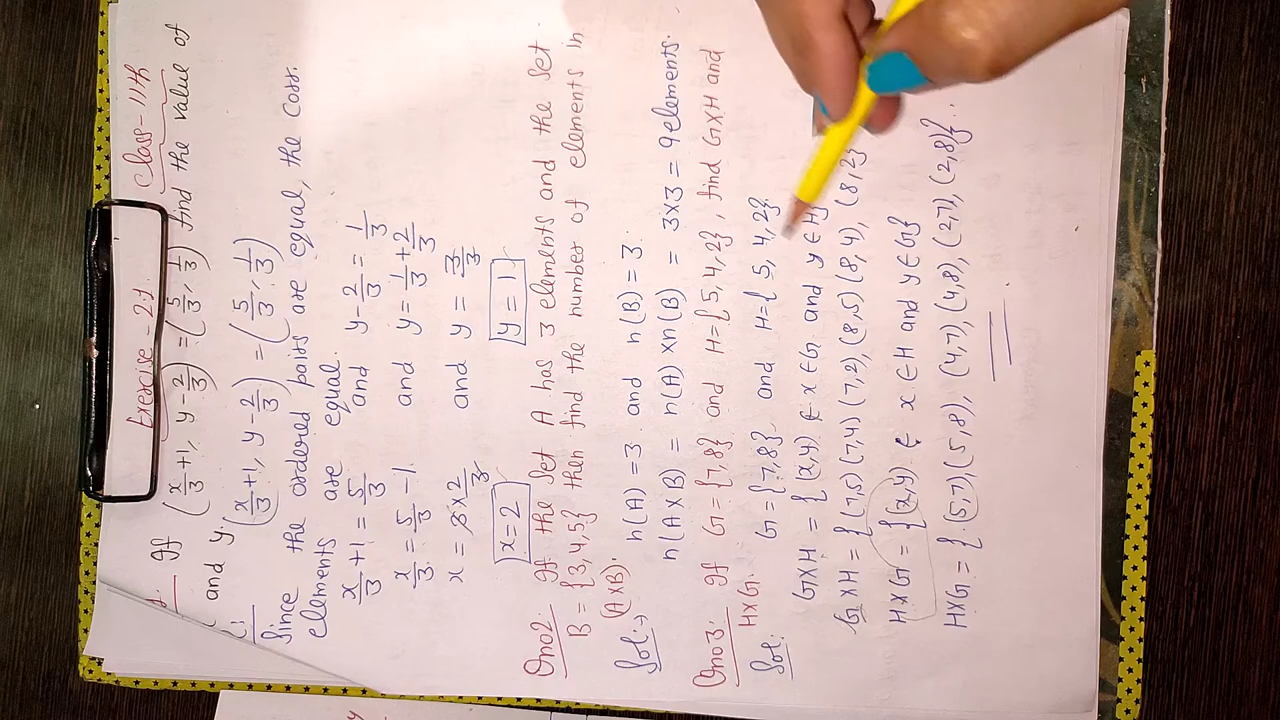 Exercise - 2.1. Class - 11th
If (x/3 +1, y - 2/3) = (5/3, 1/3) find the value of
and y.
(x/3 +1, y - 2/3) = (5/3, 1/3)
Since the ordered pairs are equal, the corr.
elements are equal.
x/3 + 1 = 5/3 and y - 2/3 = 1/3
x/3 = 5/3 - 1 and y = 1/3 + 2/3
x = 3 × 2/3 and y = 3/3
x = 2 y = 1
Qno2. If the Set A has 3 elements and the set
B = {3,4,5} then find the number of elements in
(A×B).
Sol:→ n(A) = 3 and n(B) = 3.
n(A×B) = n(A) × n(B) = 3×3 = 9 elements.
Qno3. If G = {7,8} and H = {5,4,2}, find G×H and
H×G.
Sol:. G = {7,8} and H = {5,4,2}.
G×H = {(x,y) ∈ x ∈ G and y ∈ H}
G×H = {(7,5) (7,4) (7,2), (8,5) (8,4), (8,2)}
H×G = {(x,y) ∈ x ∈ H and y ∈ G}
H×G = {(5,7), (5,8), (4,7), (4,8), (2,7), (2,8)}.